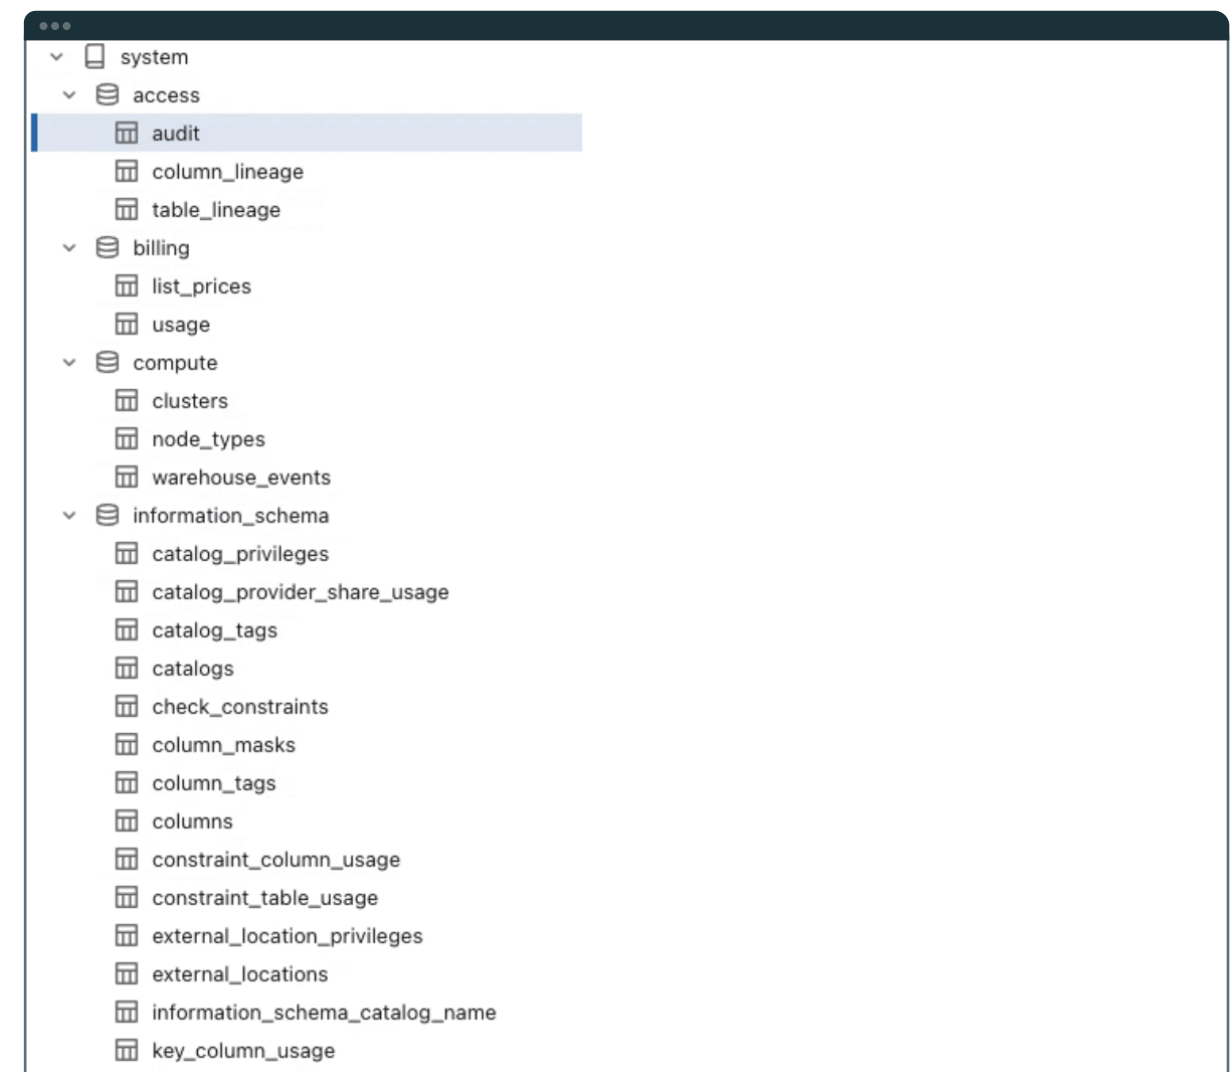 system
access
audit
column_lineage
table_lineage
billing
list_prices
usage
compute
clusters
node_types
warehouse_events
information_schema
catalog_privileges
catalog_provider_share_usage
catalog_tags
catalogs
check_constraints
column_masks
column_tags
columns
constraint_column_usage
constraint_table_usage
external_location_privileges
external_locations
information_schema_catalog_name
key_column_usage